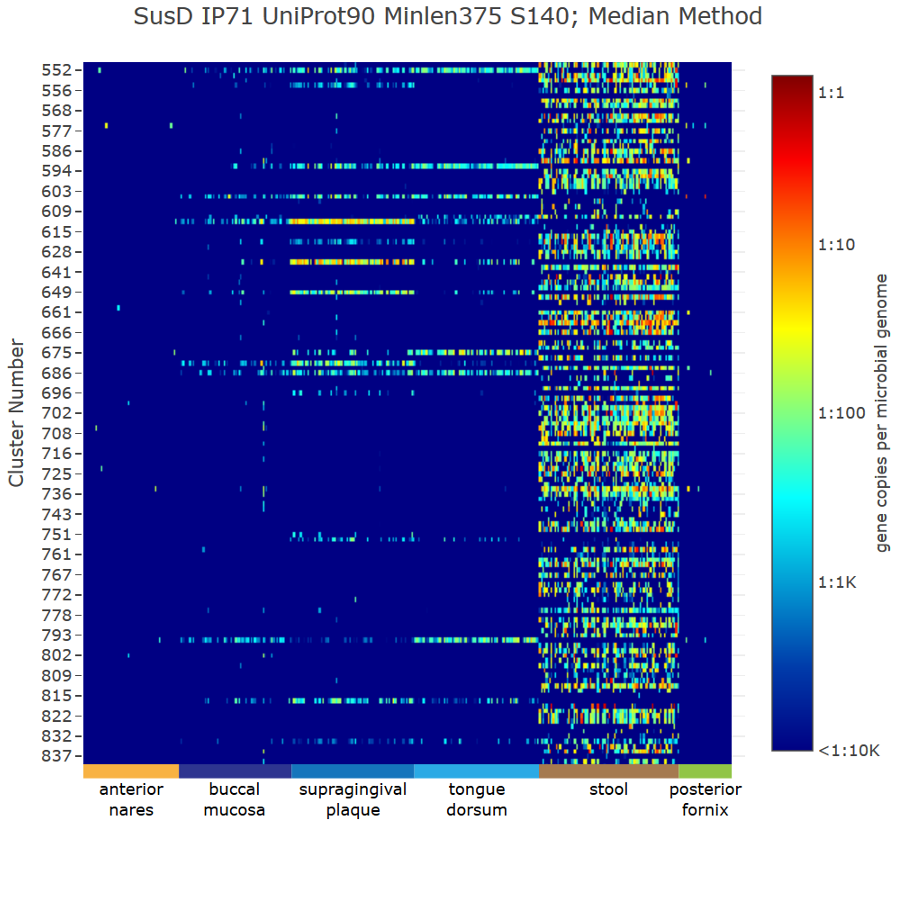 SusD IP71 UniProt90 Minlen375 S140; Median Method
Cluster Number
552
556
568
577
586
594
603
609
615
628
641
649
661
666
675
686
696
702
708
716
725
736
743
751
761
767
772
778
793
802
809
815
822
832
837
anterior
nares
buccal
mucosa
supragingival
plaque
tongue
dorsum
stool
posterior
fornix
1:1
1:10
1:100
1:1K
<1:10K
gene copies per microbial genome